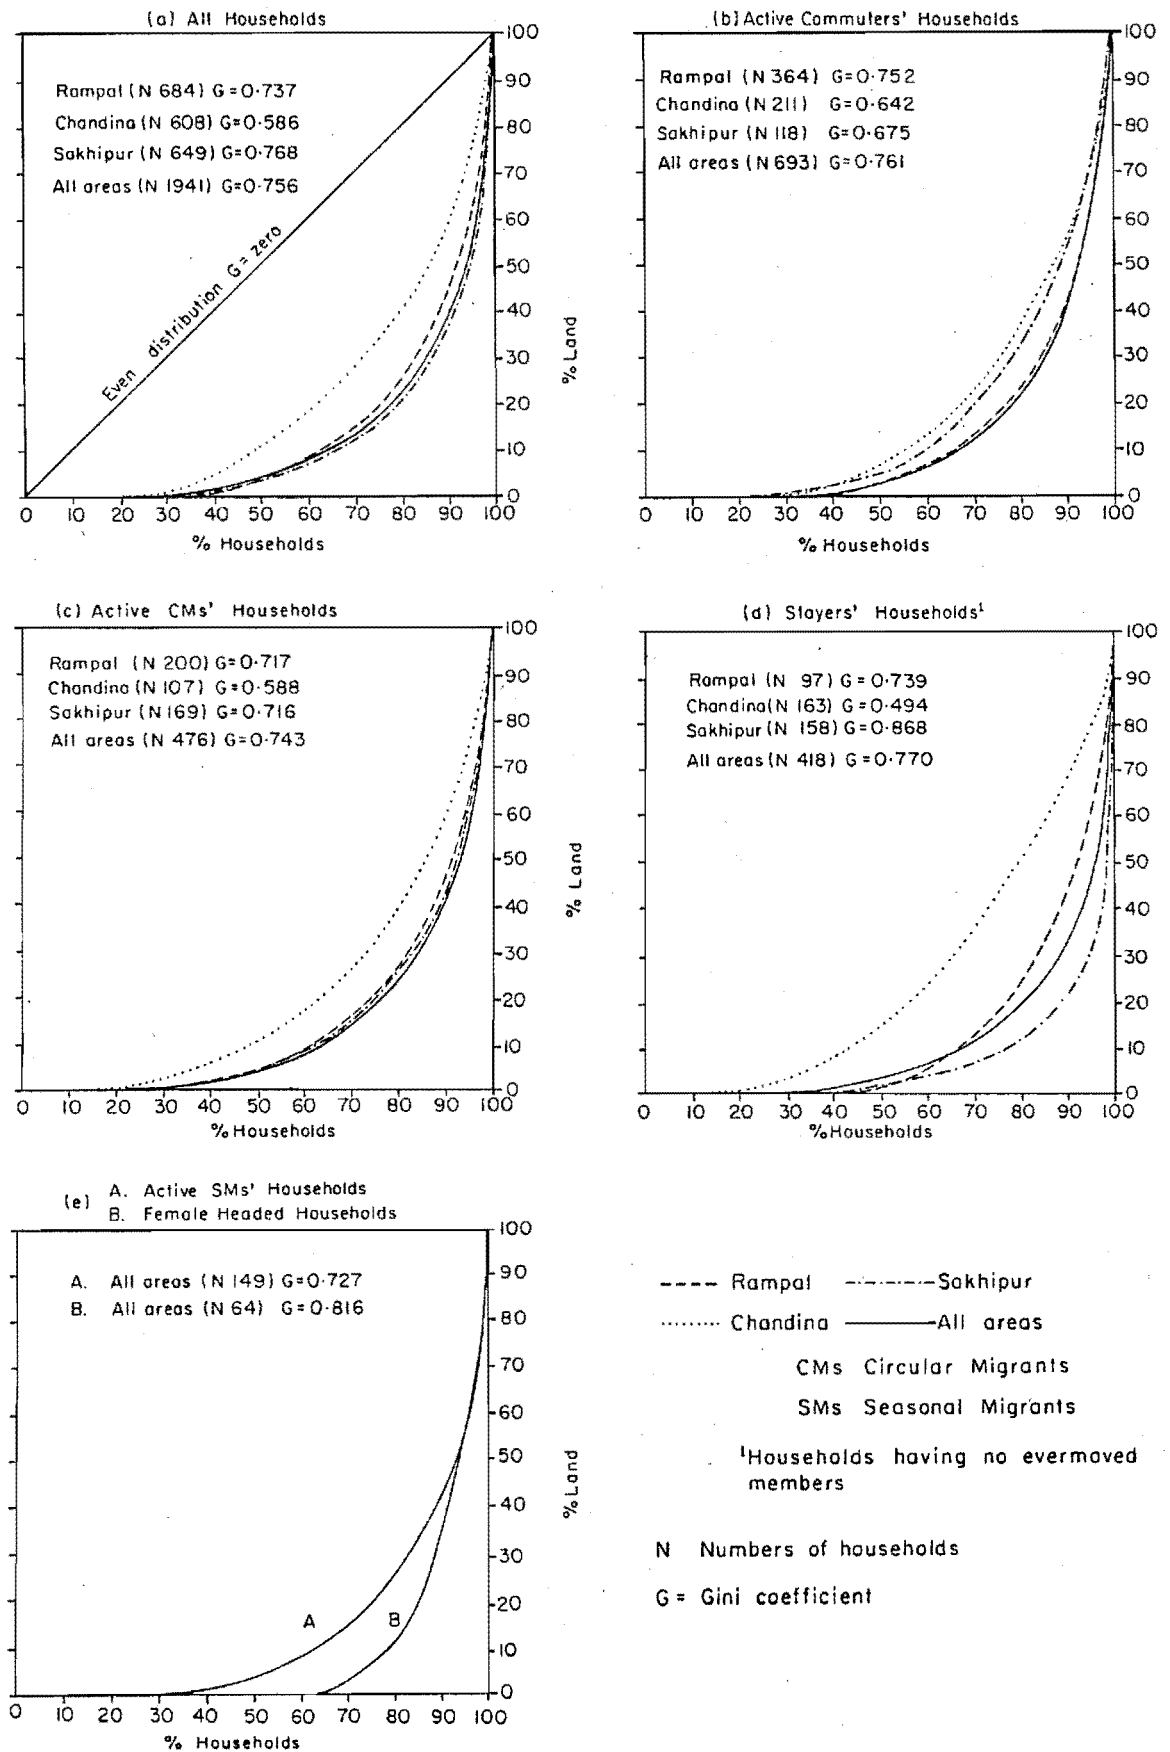 (a) All Households
Rampal (N 684) G=0·737
Chandina (N 608) G=0·586
Sakhipur (N 649) G=0·768
All areas (N 1941) G=0·756
Even distribution G = zero
100
90
80
70
60
50
40
30
20
10
0
% Land
0 10 20 30 40 50 60 70 80 90 100
% Households
(b) Active Commuters' Households
Rampal (N 364) G=0·752
Chandina (N 211) G=0·642
Sakhipur (N 118) G=0·675
All areas (N 693) G=0·761
100
90
80
70
60
50
40
30
20
10
0
0 10 20 30 40 50 60 70 80 90 100
% Households
(c) Active CMs' Households
Rampal (N 200) G=0·717
Chandina (N 107) G=0·588
Sakhipur (N 169) G=0·716
All areas (N 476) G=0·743
100
90
80
70
60
50
40
30
20
10
0
% Land
0 10 20 30 40 50 60 70 80 90 100
% Households
(d) Stayers' Households¹
Rampal (N 97) G = 0·739
Chandina (N 163) G=0·494
Sakhipur (N 158) G=0·868
All areas (N 418) G=0·770
100
90
80
70
60
50
40
30
20
10
0
0 10 20 30 40 50 60 70 80 90 100
% Households
(e) A. Active SMs' Households
B. Female Headed Households
A. All areas (N 149) G=0·727
B. All areas (N 64) G=0·816
A
B
100
90
80
70
60
50
40
30
20
10
0
% Land
0 10 20 30 40 50 60 70 80 90 100
% Households
Rampal Sakhipur
Chandina All areas
CMs Circular Migrants
SMs Seasonal Migrants
¹Households having no evermoved
members
N Numbers of households
G = Gini coefficient